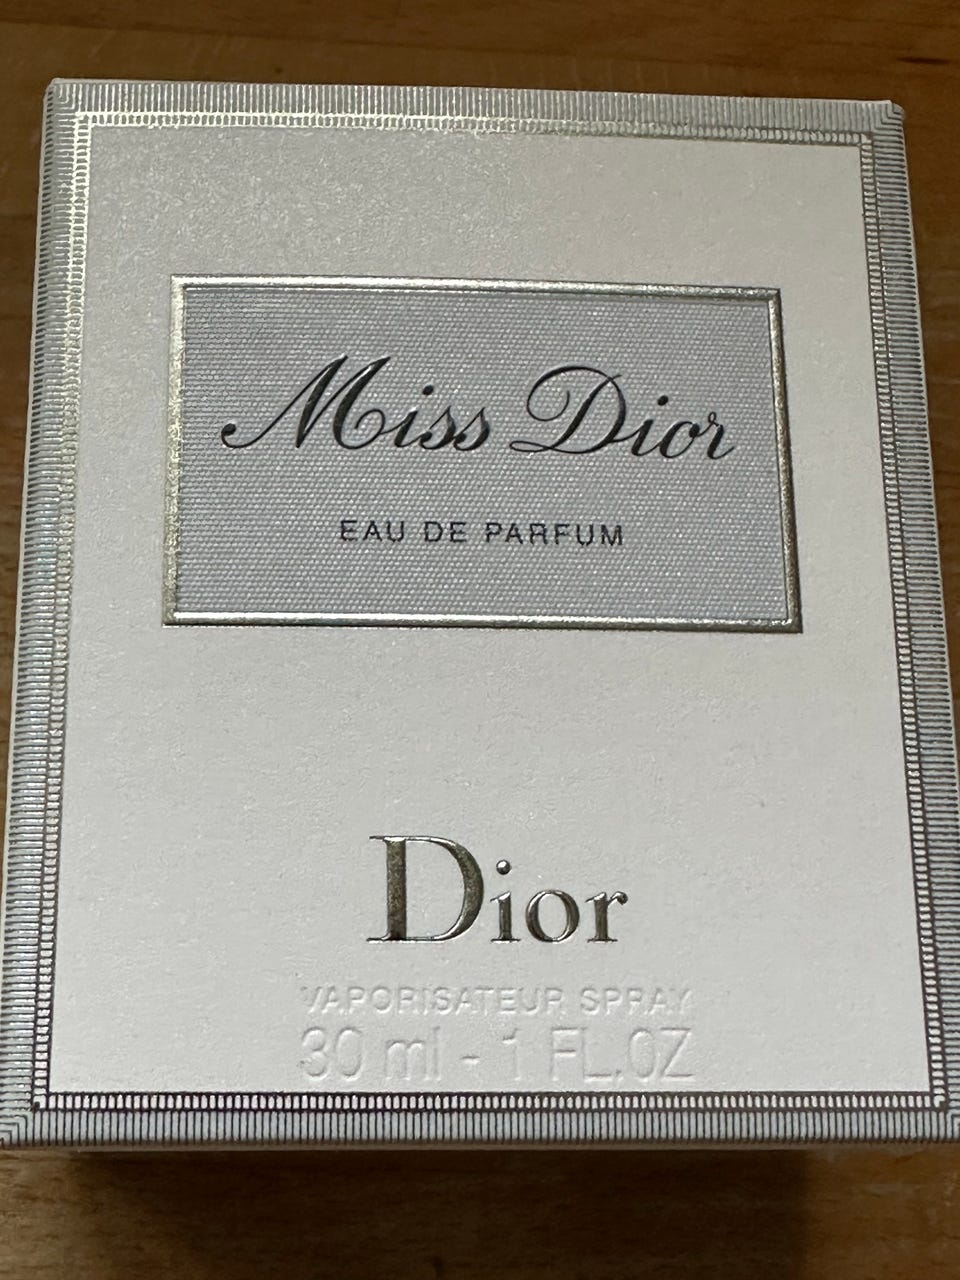 Miss Dior
EAU DE PARFUM
Dior
VAPORISATEUR SPRAY
30 ml - 1 FL.OZ